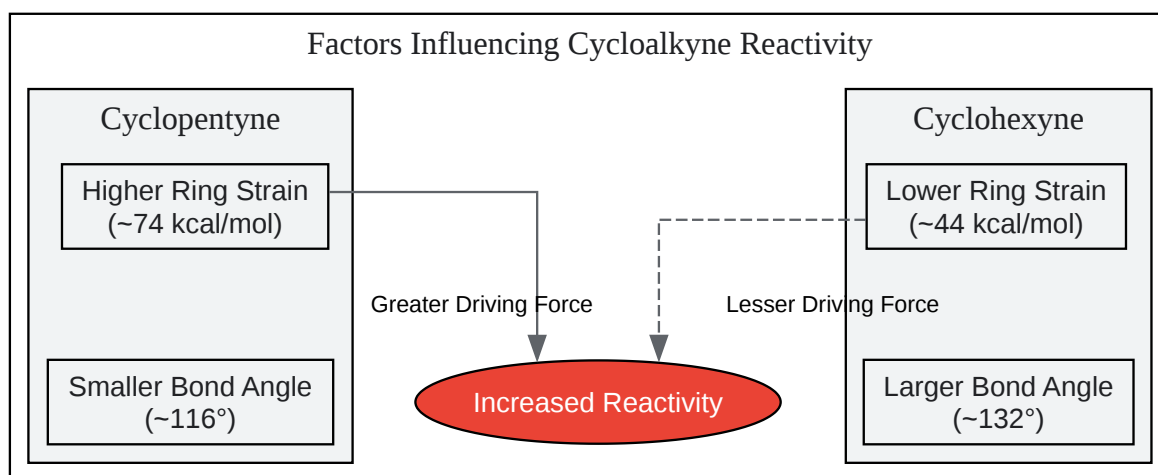 Factors Influencing Cycloalkyne Reactivity
Cyclopentyne
Higher Ring Strain
(~74 kcal/mol)
Smaller Bond Angle
(~116°)
Greater Driving Force
Increased Reactivity
Lesser Driving Force
Cyclohexyne
Lower Ring Strain
(~44 kcal/mol)
Larger Bond Angle
(~132°)